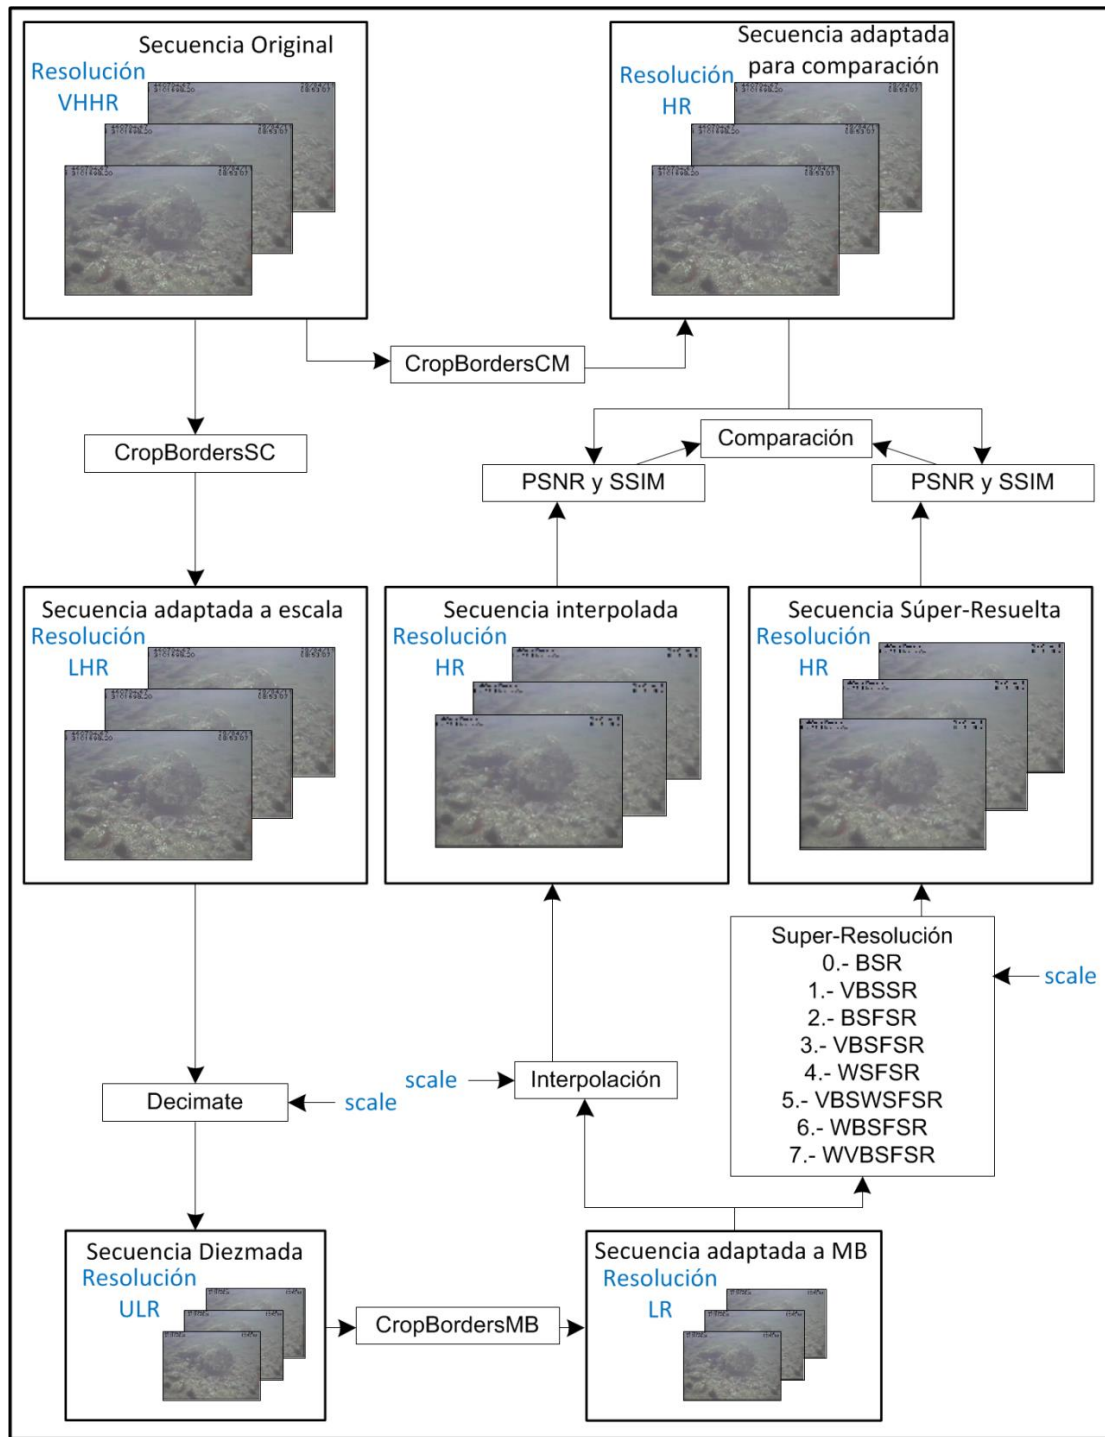 Secuencia Original
Resolución
VHHR
Secuencia adaptada
para comparación
Resolución
HR
CropBordersCM
CropBordersSC
Comparación
PSNR y SSIM
PSNR y SSIM
Secuencia adaptada a escala
Resolución
LHR
Secuencia interpolada
Resolución
HR
Secuencia Súper-Resuelta
Resolución
HR
Super-Resolución
0.- BSR
1.- VBSSR
2.- BSFSR
3.- VBSFSR
4.- WSFSR
5.- VBSWSFSR
6.- WBSFSR
7.- WVBSFSR
scale
scale
Interpolación
Decimate
scale
Secuencia Diezmada
Resolución
ULR
CropBordersMB
Secuencia adaptada a MB
Resolución
LR